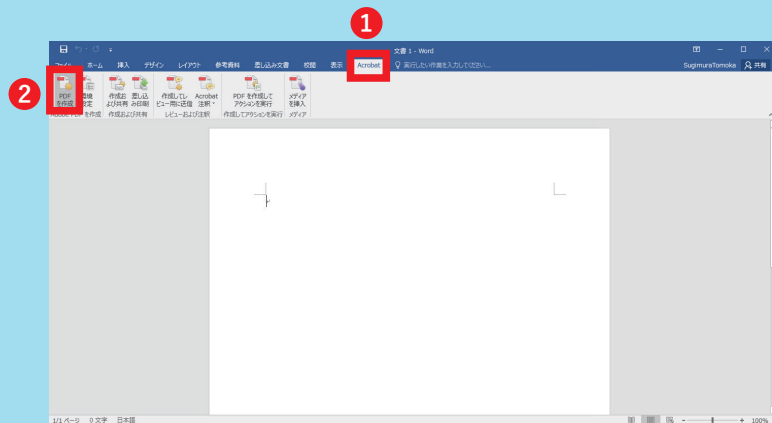 1
文書 1 - Word
ファイル ホーム 挿入 デザイン レイアウト 参考資料 差し込み文書 校閲 表示 Acrobat 実行したい作業を入力してください... SugimuraTomoka 共有
2
PDF 環境 作成お 差し込 作成してレ Acrobat PDF を作成して メディア
を作成 設定 よび共有 み印刷 ビュー用に送信 注釈 アクションを実行 を挿入
Adobe PDF を作成 作成および共有 レビューおよび注釈 作成してアクションを実行 メディア
1/1 ページ 0 文字 日本語 100%